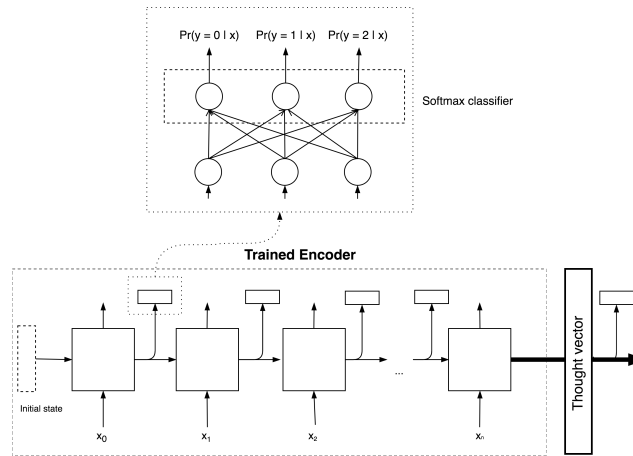 Pr(y = 0 | x) Pr(y = 1 | x) Pr(y = 2 | x)
Softmax classifier
Trained Encoder
Thought vector
Initial state
...
x₀ x₁ x₂ xₙ